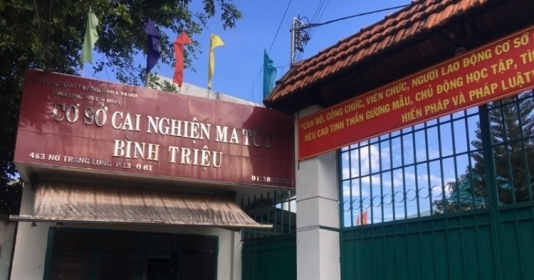 CƠ SỞ CAI NGHIỆN MA TÚY
BÌNH TRIỆU
463 NƠ TRANG LONG P.13-Q.BT
"CÁN BỘ, CÔNG CHỨC, VIÊN CHỨC, NGƯỜI LAO ĐỘNG CƠ SỞ
NÊU CAO TINH THẦN GƯƠNG MẪU, CHỦ ĐỘNG HỌC TẬP,
HIẾN PHÁP VÀ PHÁP LUẬT